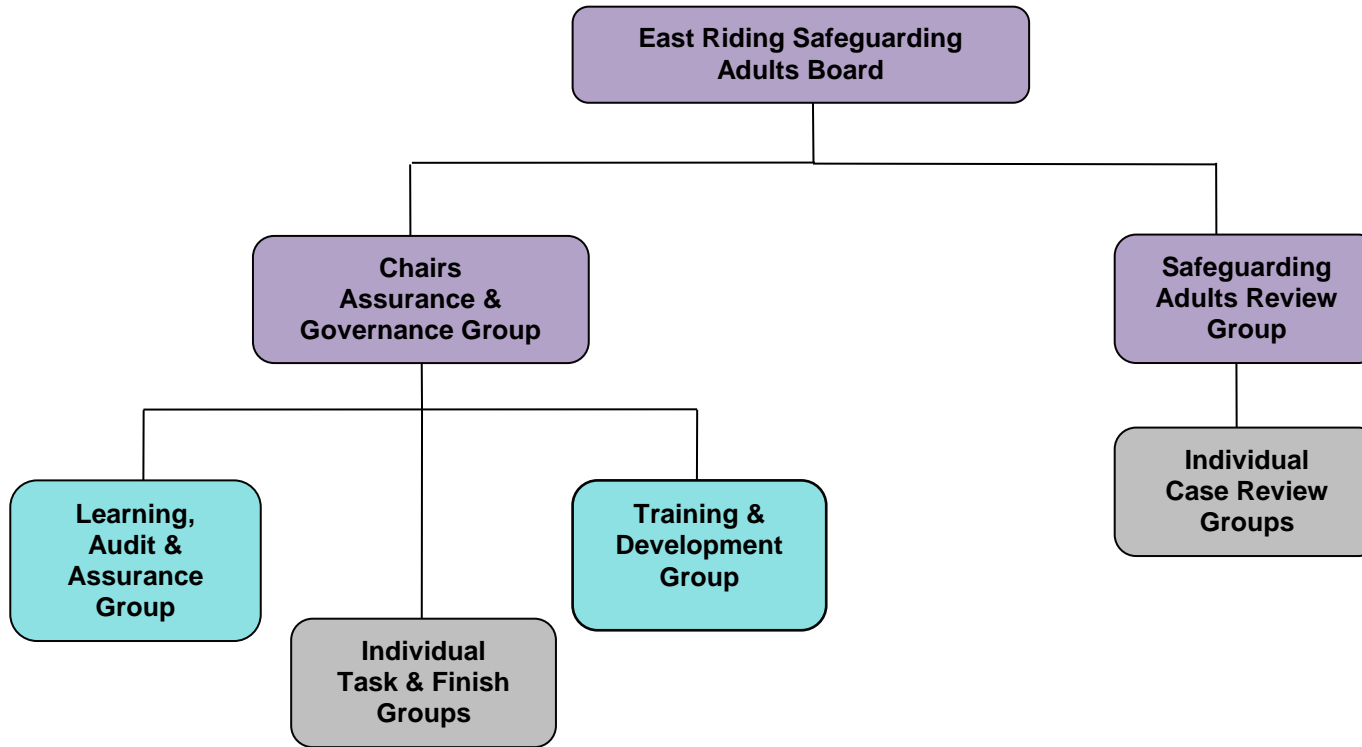 East Riding Safeguarding
Adults Board
Chairs
Assurance &
Governance Group
Safeguarding
Adults Review
Group
Individual
Case Review
Groups
Learning,
Audit &
Assurance
Group
Training &
Development
Group
Individual
Task & Finish
Groups